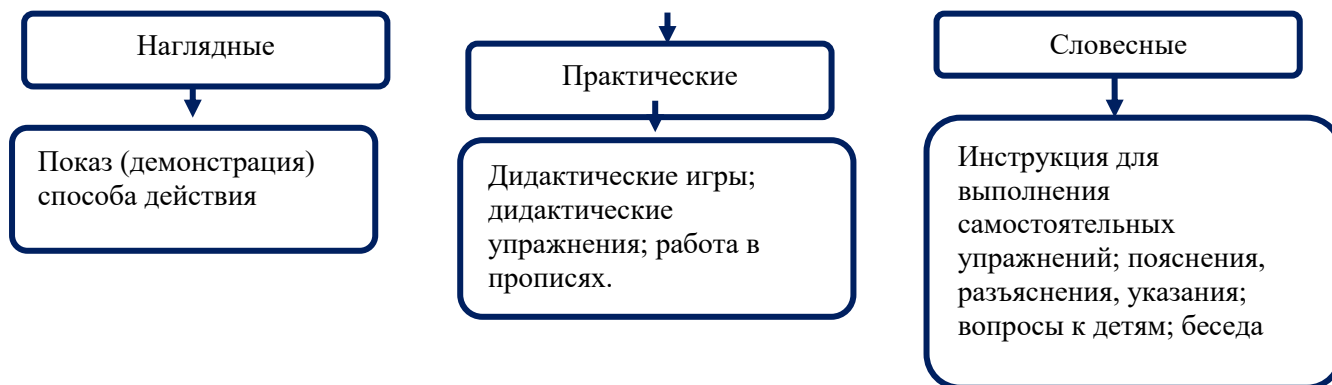 Наглядные
Показ (демонстрация)
способа действия
Практические
Дидактические игры;
дидактические
упражнения; работа в
прописях.
Словесные
Инструкция для
выполнения
самостоятельных
упражнений; пояснения,
разъяснения, указания;
вопросы к детям; беседа